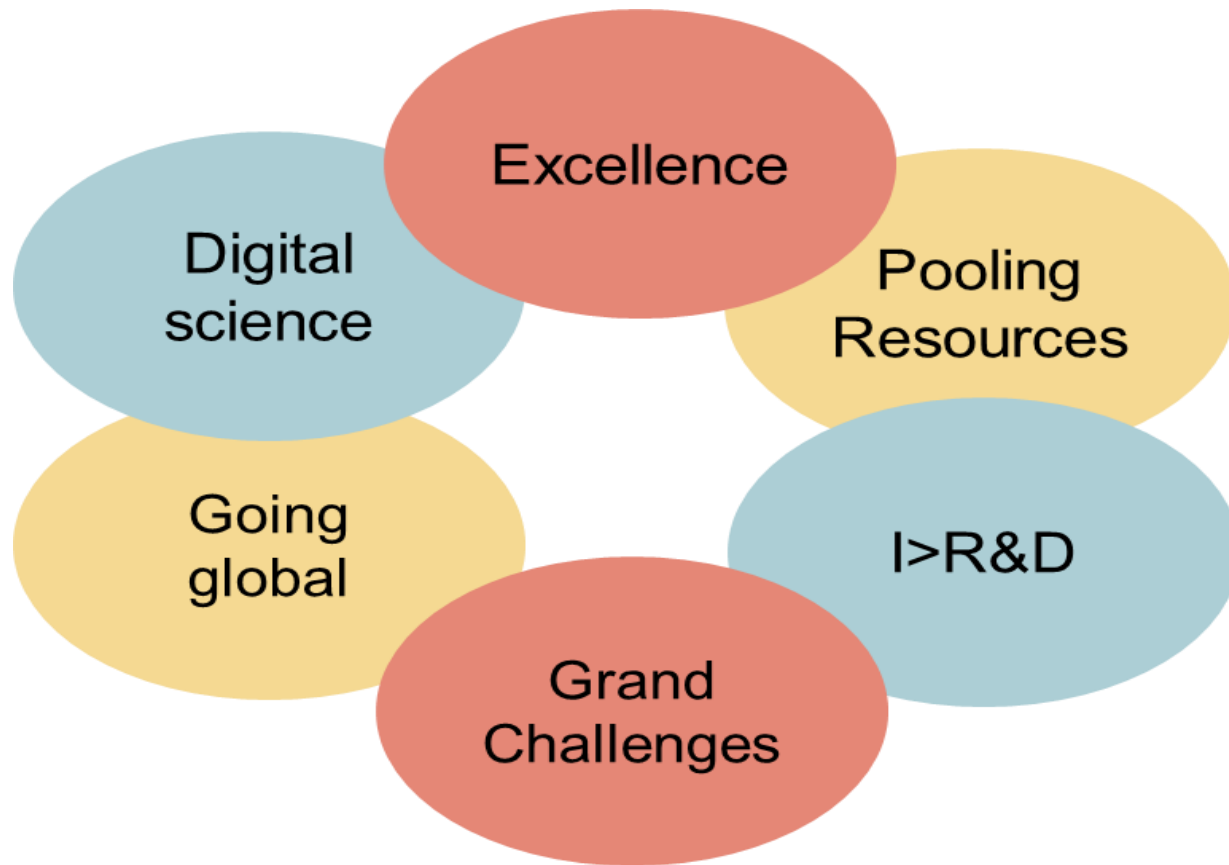 Excellence
Digital
science
Pooling
Resources
Going
global
I>R&D
Grand
Challenges